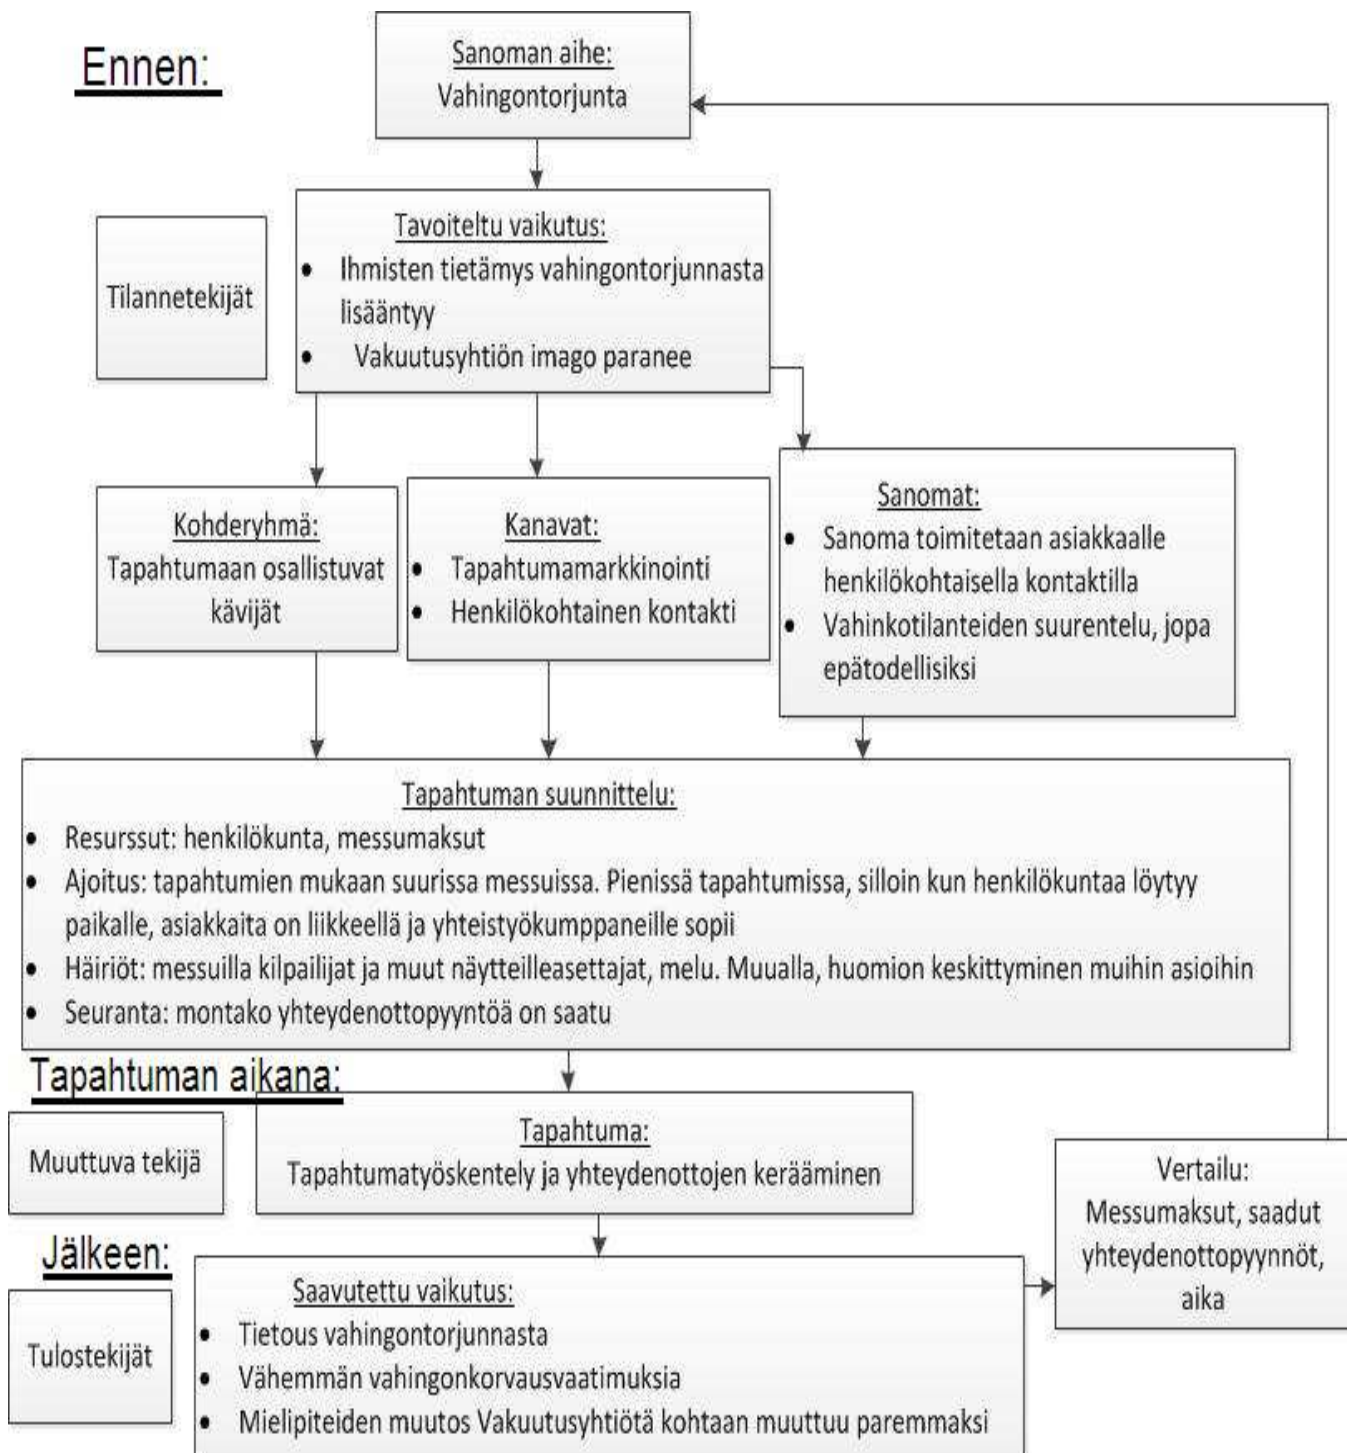 Ennen:
Sanoman aihe:
Vahingontorjunta
Tilannetekijät
Tavoiteltu vaikutus:
• Ihmisten tietämys vahingontorjunnasta
lisääntyy
• Vakuutusyhtiön imago paranee
Kohderyhmä:
Tapahtumaan osallistuvat
kävijät
Kanavat:
• Tapahtumamarkkinointi
• Henkilökohtainen kontakti
Sanomat:
• Sanoma toimitetaan asiakkaalle
henkilökohtaisella kontaktilla
• Vahinkotilanteiden suurentelu, jopa
epätodellisiksi
Tapahtuman suunnittelu:
• Resurssut: henkilökunta, messumaksut
• Ajoitus: tapahtumien mukaan suurissa messuissa. Pienissä tapahtumissa, silloin kun henkilökuntaa löytyy
paikalle, asiakkaita on liikkeellä ja yhteistyökumppaneille sopii
• Häiriöt: messuilla kilpailijat ja muut näytteilleasettajat, melu. Muualla, huomion keskittyminen muihin asioihin
• Seuranta: montako yhteydenottopyyntöä on saatu
Tapahtuman aikana:
Muuttuva tekijä
Tapahtuma:
Tapahtumatyöskentely ja yhteydenottojen kerääminen
Vertailu:
Messumaksut, saadut
yhteydenottopyynnöt,
aika
Jälkeen:
Tulostekijät
Saavutettu vaikutus:
• Tietous vahingontorjunnasta
• Vähemmän vahingonkorvausvaatimuksia
• Mielipiteiden muutos Vakuutusyhtiötä kohtaan muuttuu paremmaksi